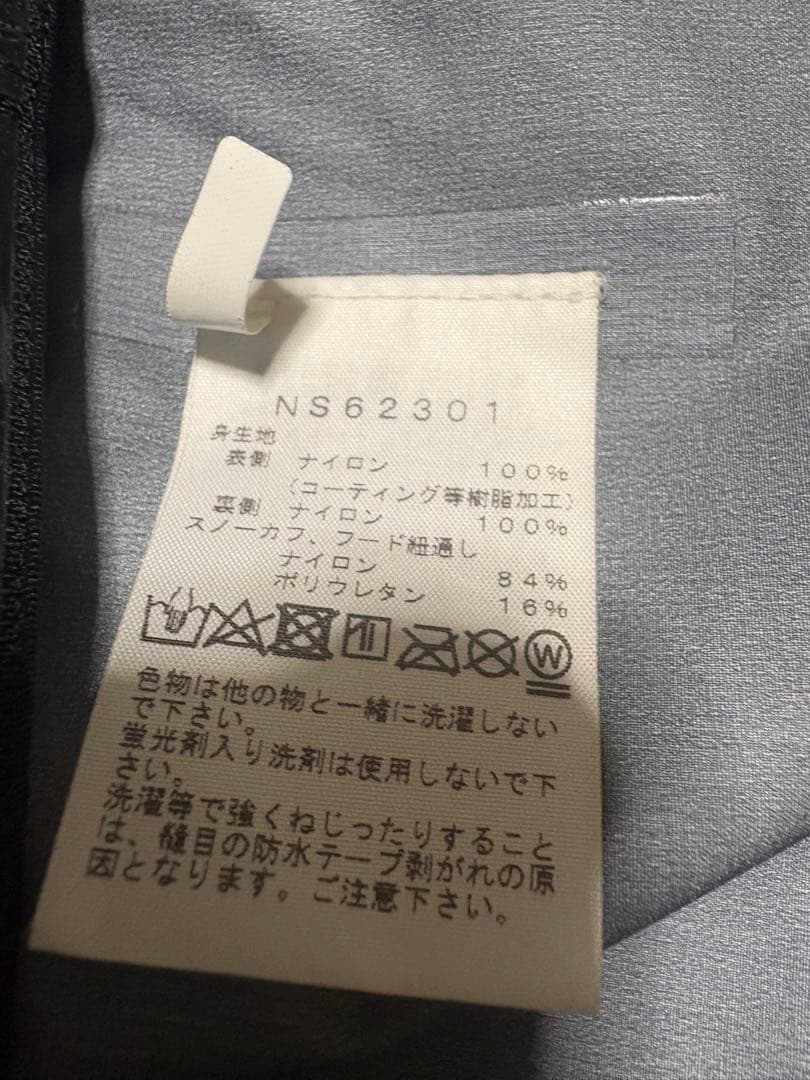 NS62301
身生地
表側 ナイロン 100%
(コーティング等樹脂加工)
裏側 ナイロン 100%
スノーカフ、フード紐通し
ナイロン 84%
ポリウレタン 16%
W
色物は他の物と一緒に洗濯しない
で下さい。
蛍光剤入り洗剤は使用しないで下
さい。
洗濯等で強くねじったりすること
は、縫目の防水テープ剥がれの原
因となります。ご注意下さい。